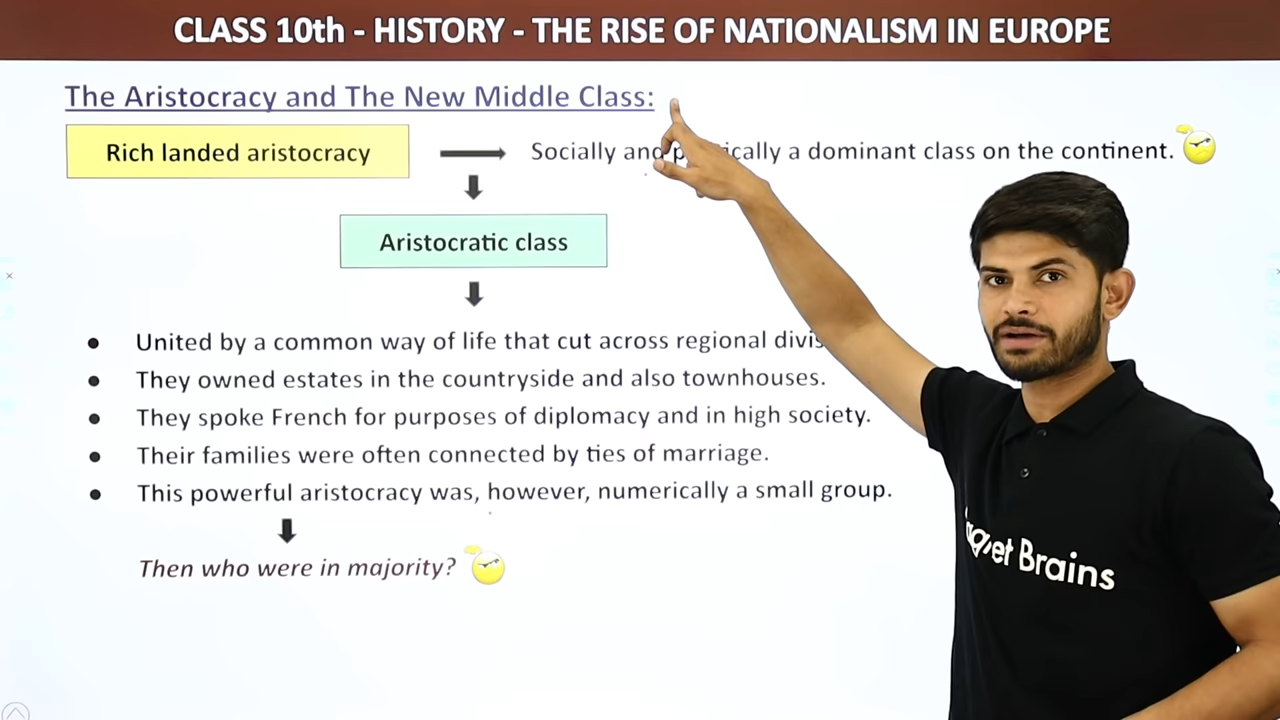 CLASS 10th - HISTORY - THE RISE OF NATIONALISM IN EUROPE
The Aristocracy and The New Middle Class:
Rich landed aristocracy
Socially and politically a dominant class on the continent.
Aristocratic class
United by a common way of life that cut across regional
They owned estates in the countryside and also townhouses.
They spoke French for purposes of diplomacy and in high society.
Their families were often connected by ties of marriage.
This powerful aristocracy was, however, numerically a small group.
Then who were in majority?
Brains